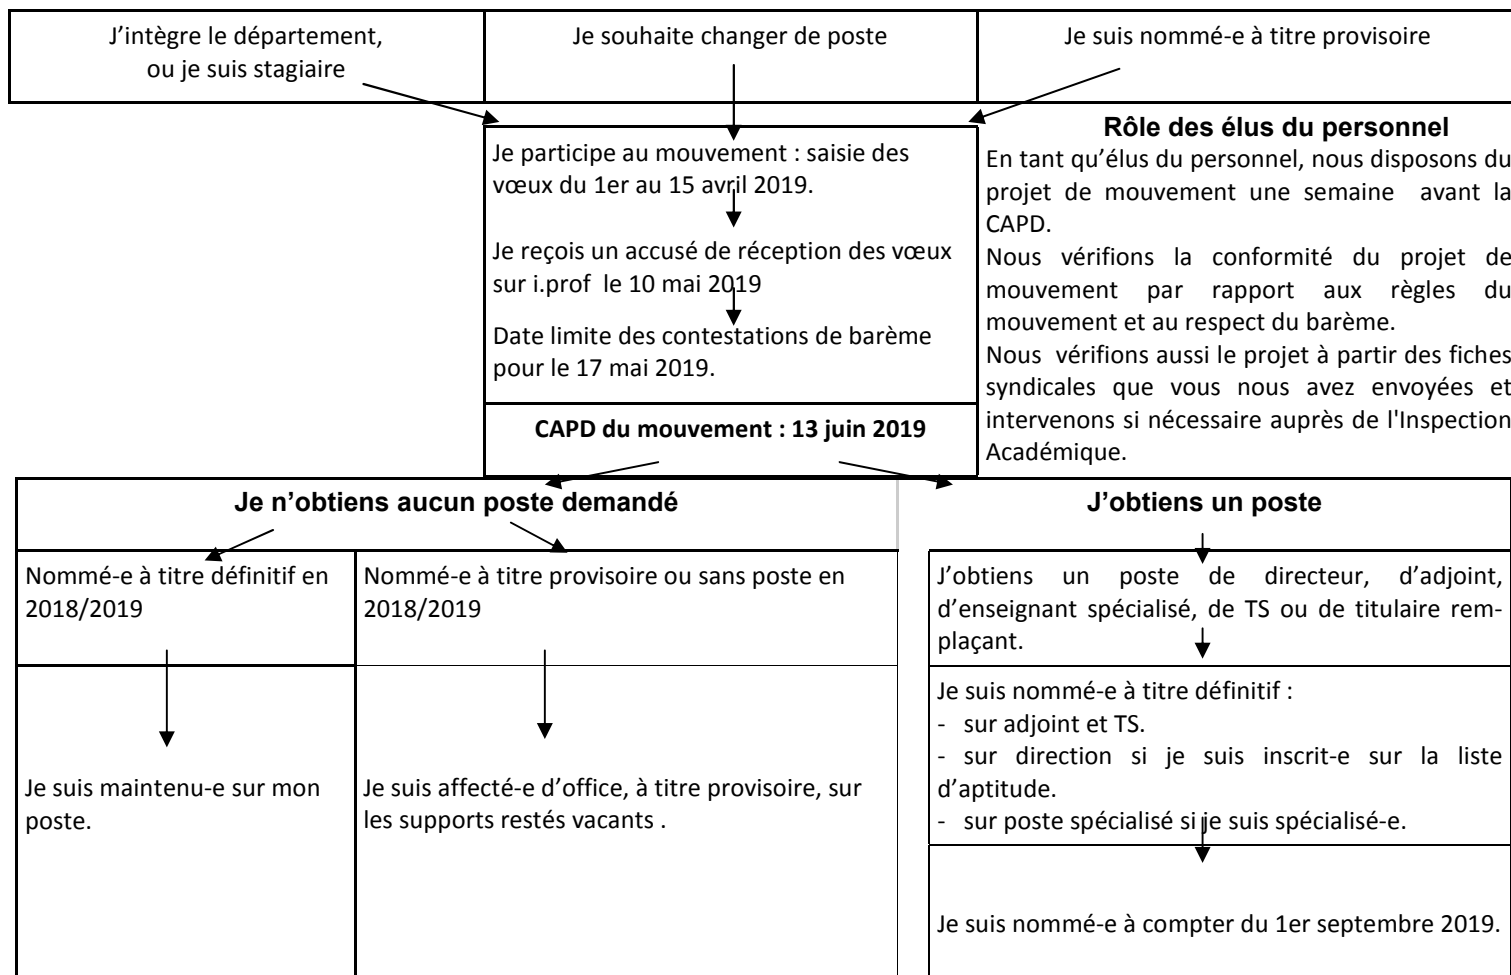 J’intègre le département,
ou je suis stagiaire
Je souhaite changer de poste
Je suis nommé-e à titre provisoire
Je participe au mouvement : saisie des
vœux du 1er au 15 avril 2019.
Je reçois un accusé de réception des vœux
sur i.prof  le 10 mai 2019
Date limite des contestations de barème
pour le 17 mai 2019.
CAPD du mouvement : 13 juin 2019
Rôle des élus du personnel
En tant qu’élus du personnel, nous disposons du
projet de mouvement une semaine avant la
CAPD.
Nous vérifions la conformité du projet de
mouvement par rapport aux règles du
mouvement et au respect du barème.
Nous vérifions aussi le projet à partir des fiches
syndicales que vous nous avez envoyées et
intervenons si nécessaire auprès de l'Inspection
Académique.
Je n’obtiens aucun poste demandé
Nommé-e à titre définitif en
2018/2019
Je suis maintenu-e sur mon
poste.
Nommé-e à titre provisoire ou sans poste en
2018/2019
Je suis affecté-e d’office, à titre provisoire, sur
les supports restés vacants .
J’obtiens un poste
J’obtiens un poste de directeur, d’adjoint,
d’enseignant spécialisé, de TS ou de titulaire rem-
plaçant.
Je suis nommé-e à titre définitif :
- sur adjoint et TS.
- sur direction si je suis inscrit-e sur la liste
d’aptitude.
- sur poste spécialisé si je suis spécialisé-e.
Je suis nommé-e à compter du 1er septembre 2019.